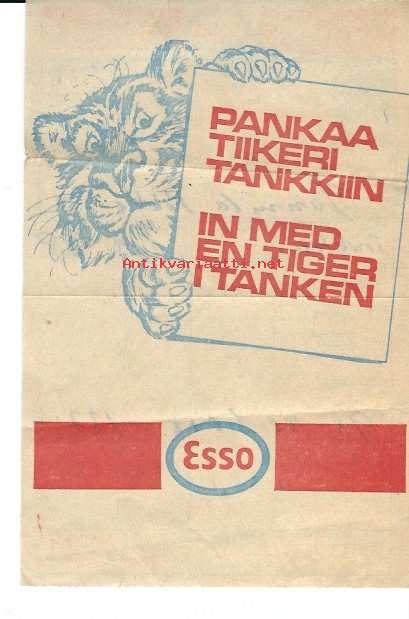 PANKAA
TIIKERI
TANKKIIN
IN MED
EN TIGER
I TANKEN
Antikvariaatti.net
Esso